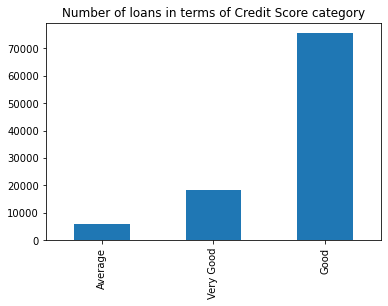 Number of loans in terms of Credit Score category
70000
60000
50000
40000
30000
20000
10000
0
Average
Very Good
Good